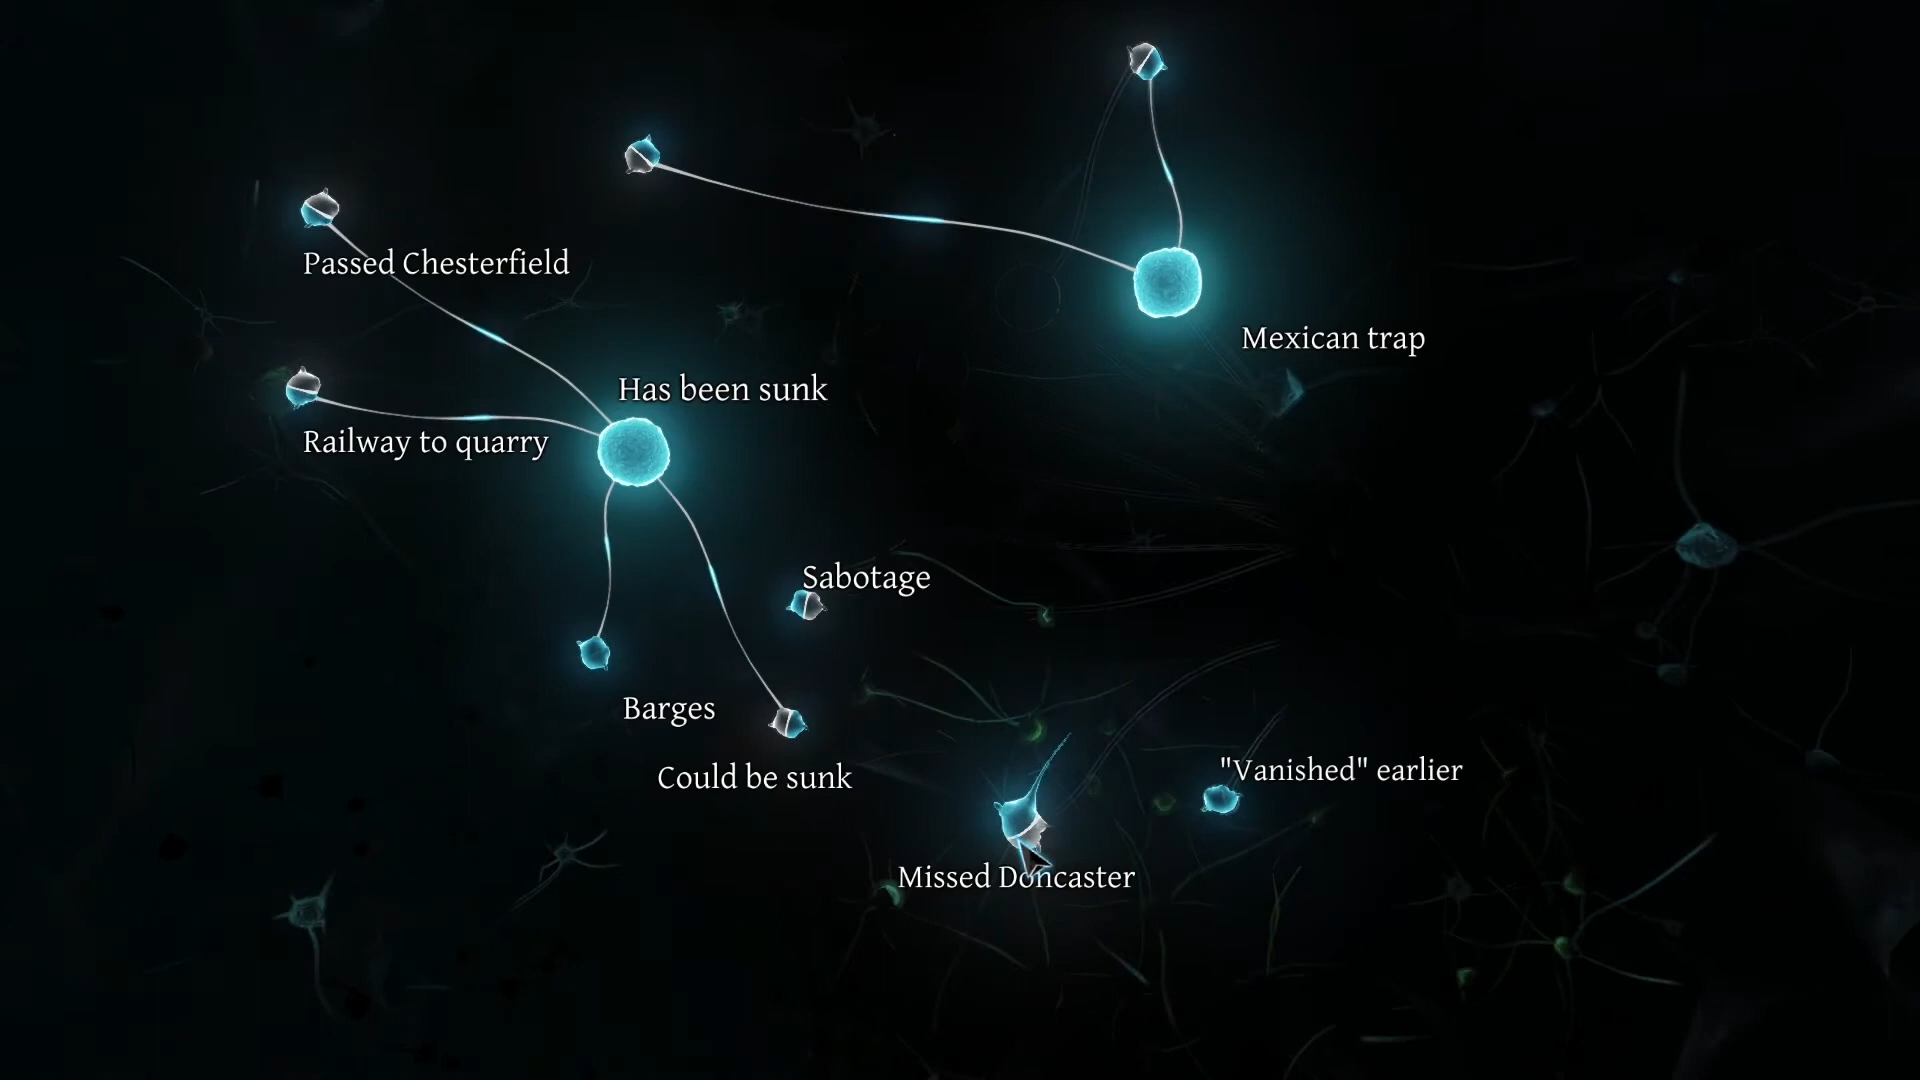 Passed Chesterfield
Mexican trap
Has been sunk
Railway to quarry
Sabotage
Barges
Could be sunk
"Vanished" earlier
Missed Doncaster